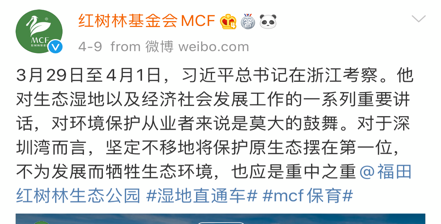 MCF
红树林基金会MCF
4-9 from 微博 weibo.com
3月29日至4月1日，习近平总书记在浙江考察。他
对生态湿地以及经济社会发展工作的一系列重要讲
话，对环境保护从业者来说是莫大的鼓舞。对于深
圳湾而言，坚定不移地将保护原生态摆在第一位，
不为发展而牺牲生态环境，也应是重中之重@福田
红树林生态公园 #湿地直通车# #mcf保育#